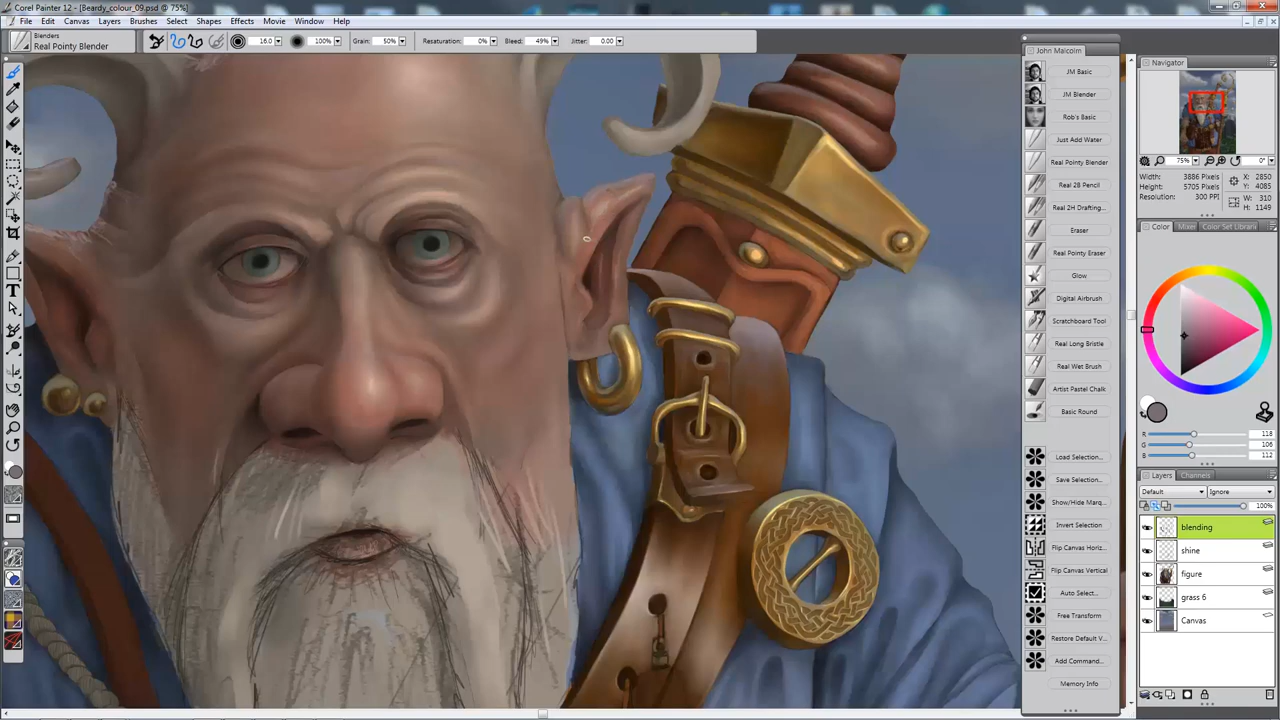 Corel Painter 12 - [Beardy_colour_09.psd @ 75%]
File Edit Canvas Layers Brushes Select Shapes Effects Movie Window Help
Blenders
Real Pointy Blender
16.0 100% Grain: 50% Resaturation: 0% Bleed: 49% Jitter: 0.00
John Malcolm
JM Basic
JM Blender
Rob's Basic
Just Add Water
Real Pointy Blender
Real 2B Pencil
Real 2H Drafting...
Eraser
Real Pointy Eraser
Glow
Digital Airbrush
Scratchboard Tool
Real Long Bristle
Real Wet Brush
Artist Pastel Chalk
Basic Round
Load Selection...
Save Selection...
Show/Hide Marq...
Invert Selection
Flip Canvas Horiz...
Flip Canvas Vertical
Auto Select...
Free Transform
Restore Default V...
Add Command...
Memory Info
Navigator
75% 0°
Width: 3886 Pixels X: 2850
Height: 5705 Pixels Y: 4085
Resolution: 300 PPI W: 310
H: 1149
Color Mixer Color Set Libraries
R 118
G 106
B 112
Layers Channels
Default Ignore
100%
blending
shine
figure
grass 6
Canvas